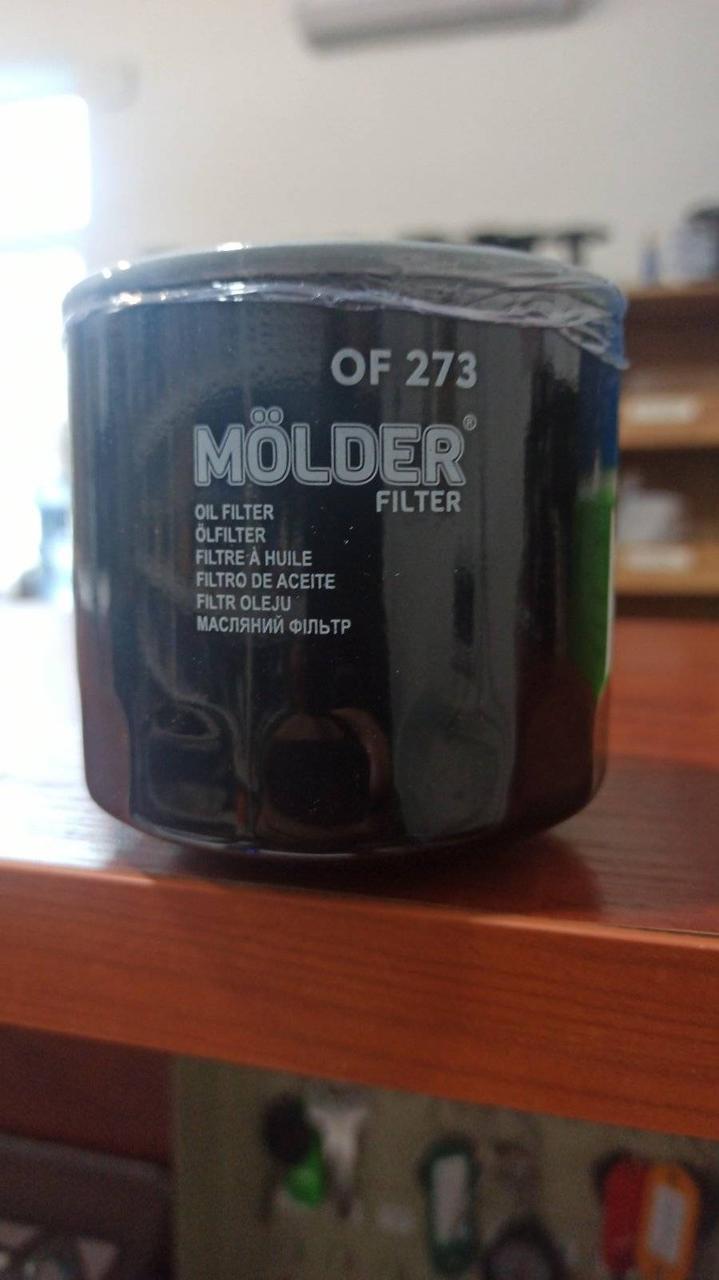 OF 273
MÖLDER®
FILTER
OIL FILTER
ÖLFILTER
FILTRE À HUILE
FILTRO DE ACEITE
FILTR OLEJU
МАСЛЯНИЙ ФІЛЬТР